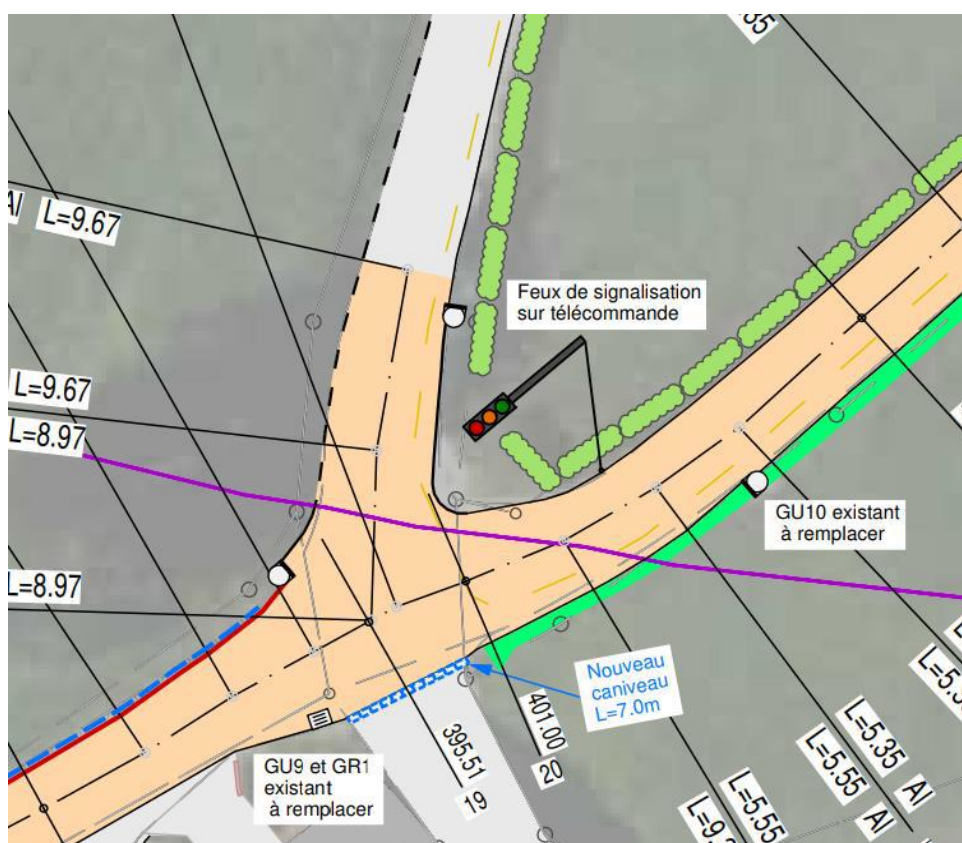 AI L=9.67
Feux de signalisation
sur télécommande
L=9.67
L=8.97
GU10 existant
à remplacer
L=8.97
Nouveau
caniveau
L=7.0m
GU9 et GR1
existant
à remplacer
395.51
19
401.00
20
L=5.55
L=5.35
L=5.55
AI
AI